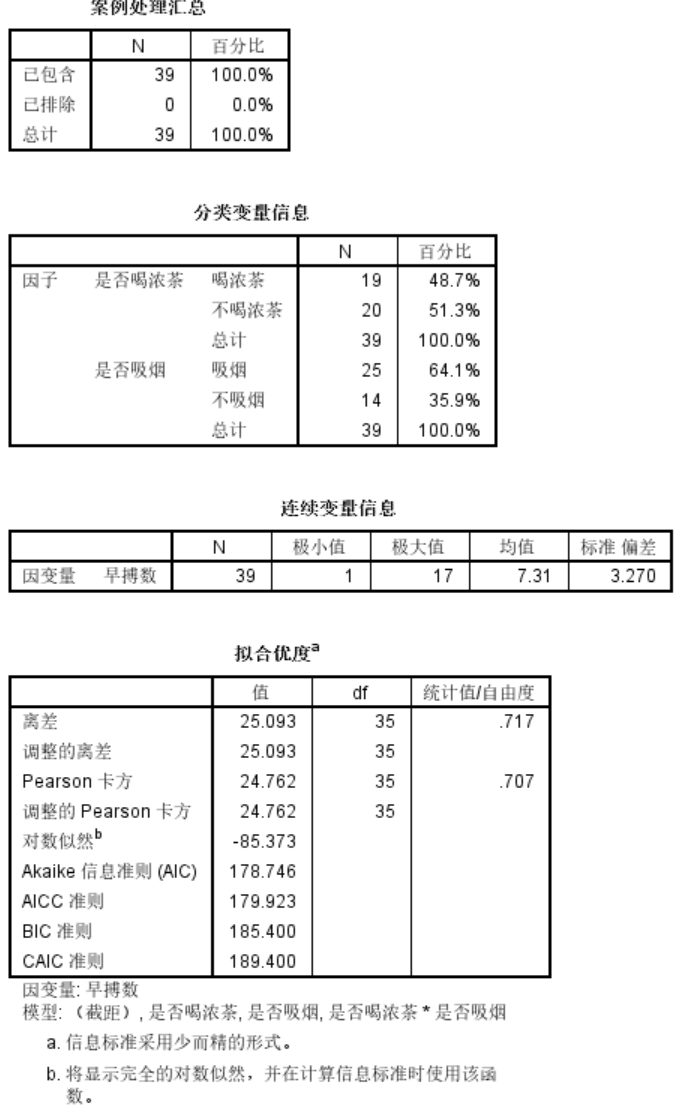 案例处理汇总
N 百分比
已包含 39 100.0%
已排除 0 0.0%
总计 39 100.0%
分类变量信息
N 百分比
因子 是否喝浓茶 喝浓茶 19 48.7%
不喝浓茶 20 51.3%
总计 39 100.0%
是否吸烟 吸烟 25 64.1%
不吸烟 14 35.9%
总计 39 100.0%
连续变量信息
N 极小值 极大值 均值 标准 偏差
因变量 早搏数 39 1 17 7.31 3.270
拟合优度a
值 df 统计值/自由度
离差 25.093 35 .717
调整的离差 25.093 35
Pearson 卡方 24.762 35 .707
调整的 Pearson 卡方 24.762 35
对数似然b -85.373
Akaike 信息准则 (AIC) 178.746
AICC 准则 179.923
BIC 准则 185.400
CAIC 准则 189.400
因变量: 早搏数
模型: （截距）, 是否喝浓茶, 是否吸烟, 是否喝浓茶 * 是否吸烟
a. 信息标准采用少而精的形式。
b. 将显示完全的对数似然，并在计算信息标准时使用该函
数。